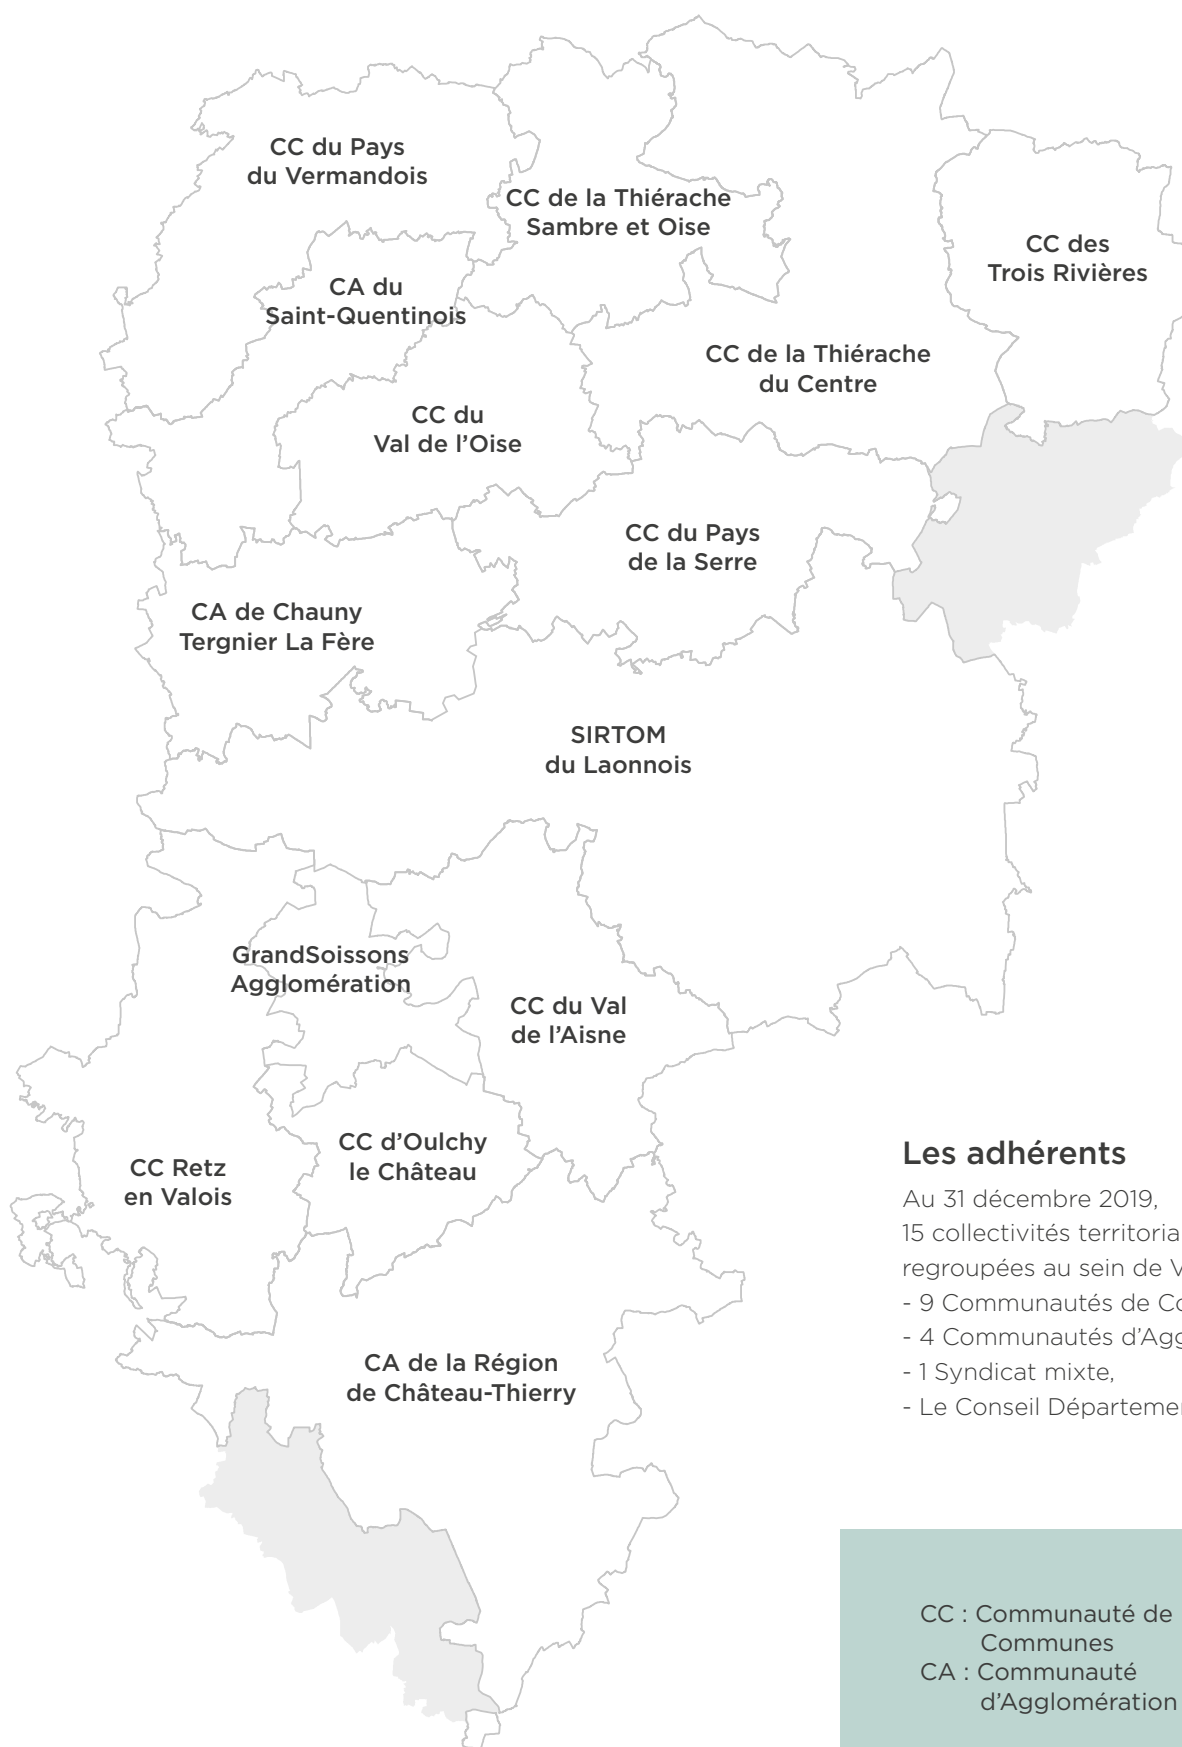 CC du Pays
du Vermandois
CC de la Thiérache
Sambre et Oise
CC des
Trois Rivières
CA du
Saint-Quentinois
CC de la Thiérache
du Centre
CC du
Val de l'Oise
CC du Pays
de la Serre
CA de Chauny
Tergnier La Fère
SIRTOM
du Laonnois
GrandSoissons
Agglomération
CC du Val
de l'Aisne
CC d'Oulchy
le Château
CC Retz
en Valois
CA de la Région
de Château-Thierry
Les adhérents
Au 31 décembre 2019,
15 collectivités
regroupées au sein de
- 9 Communautés de
- 4 Communautés
- 1 Syndicat mixte,
- Le Conseil
CC : Communauté de
Communes
CA : Communauté
d'Agglomération